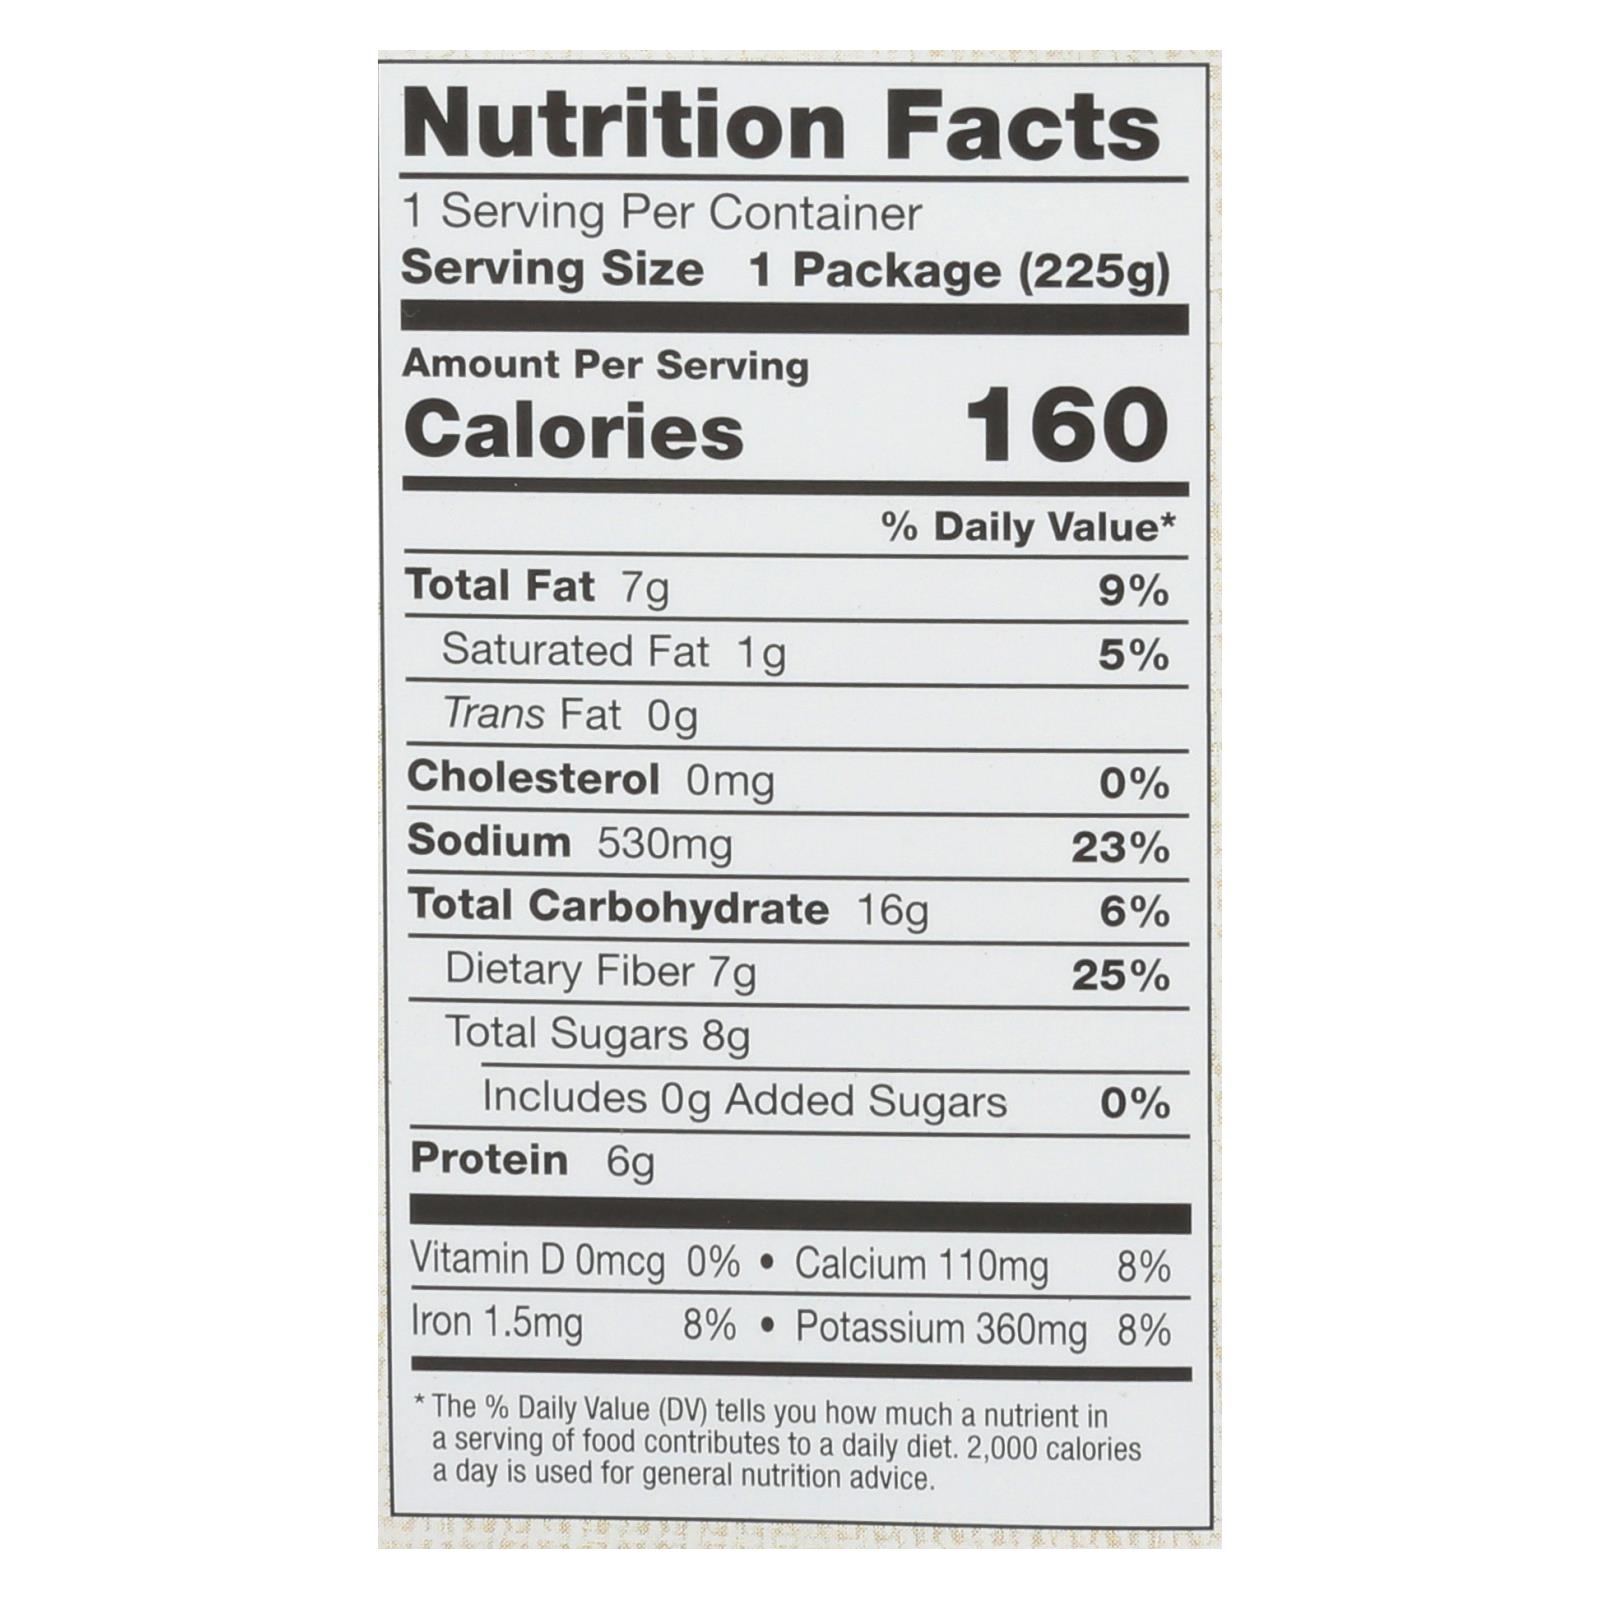 Nutrition Facts
1 Serving Per Container
Serving Size 1 Package (225g)
Amount Per Serving
Calories 160
% Daily Value*
Total Fat 7g 9%
Saturated Fat 1g 5%
Trans Fat 0g
Cholesterol 0mg 0%
Sodium 530mg 23%
Total Carbohydrate 16g 6%
Dietary Fiber 7g 25%
Total Sugars 8g
Includes 0g Added Sugars 0%
Protein 6g
Vitamin D 0mcg 0% • Calcium 110mg 8%
Iron 1.5mg 8% • Potassium 360mg 8%
* The % Daily Value (DV) tells you how much a nutrient in
a serving of food contributes to a daily diet. 2,000 calories
a day is used for general nutrition advice.